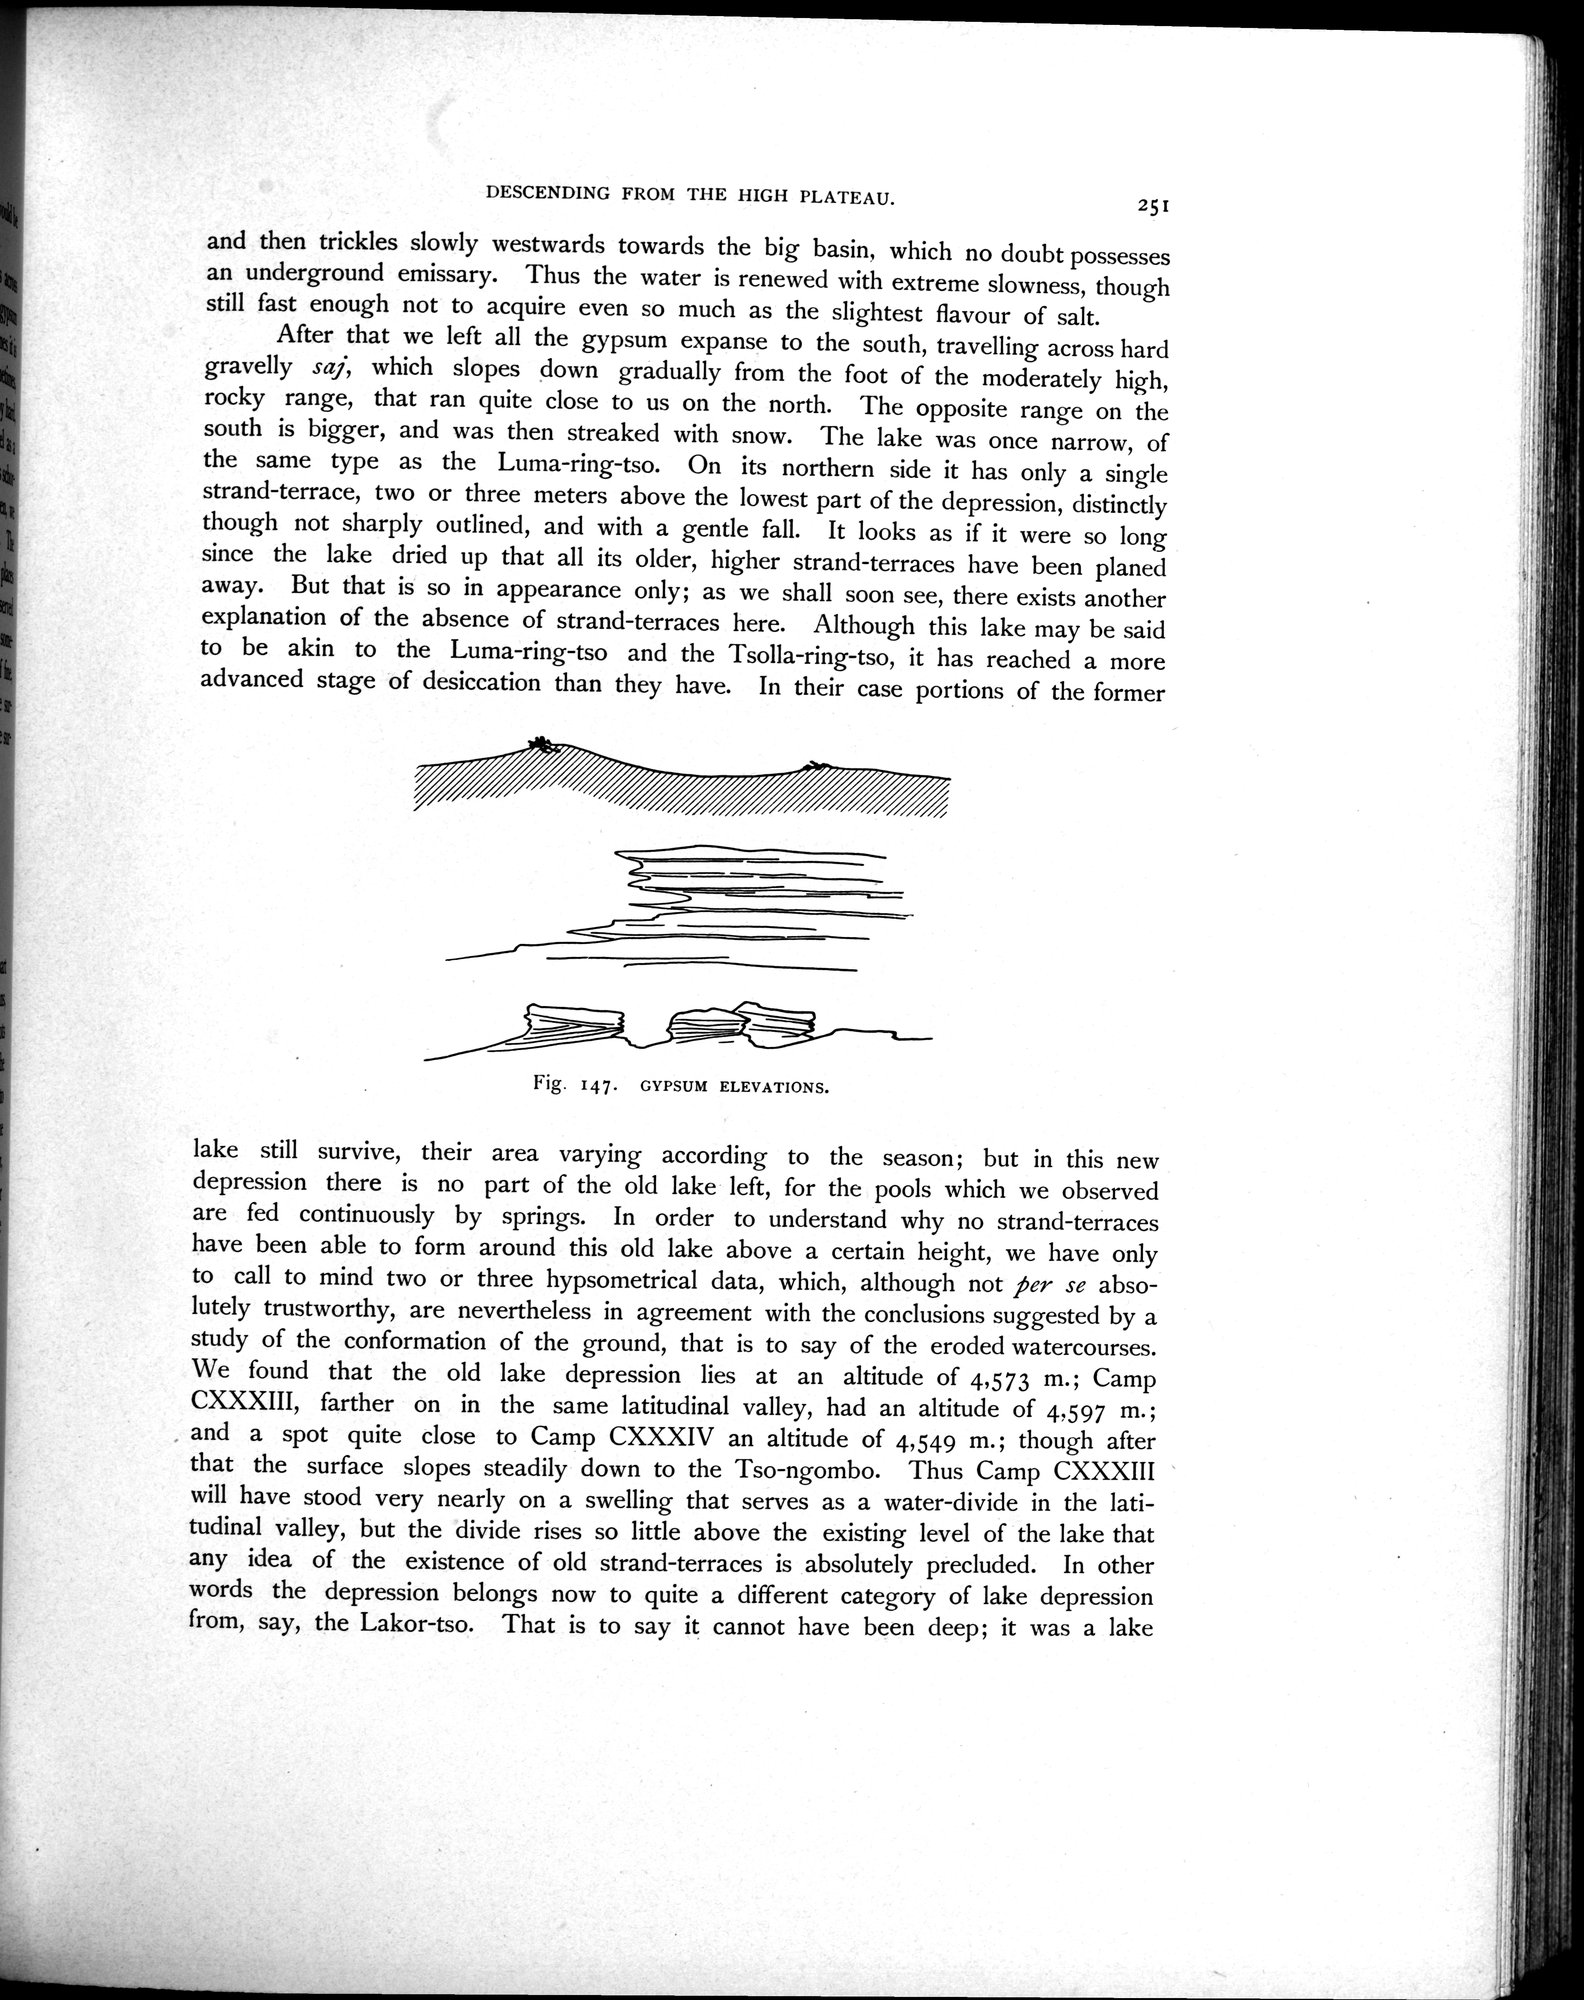 DESCENDING FROM THE HIGH PLATEAU.
251
and then trickles slowly westwards towards the big basin, which no doubt possesses
an underground emissary. Thus the water is renewed with extreme slowness, though
still fast enough not to acquire even so much as the slightest flavour of salt.
After that we left all the gypsum expanse to the south, travelling across hard
gravelly saj, which slopes down gradually from the foot of the moderately high,
rocky range, that ran quite close to us on the north. The opposite range on the
south is bigger, and was then streaked with snow. The lake was once narrow, of
the same type as the Luma-ring-tso. On its northern side it has only a single
strand-terrace, two or three meters above the lowest part of the depression, distinctly
though not sharply outlined, and with a gentle fall. It looks as if it were so long
since the lake dried up that all its older, higher strand-terraces have been planed
away. But that is so in appearance only; as we shall soon see, there exists another
explanation of the absence of strand-terraces here. Although this lake may be said
to be akin to the Luma-ring-tso and the Tsolla-ring-tso, it has reached a more
advanced stage of desiccation than they have. In their case portions of the former
Fig. 147. GYPSUM ELEVATIONS.
lake still survive, their area varying according to the season; but in this new
depression there is no part of the old lake left, for the pools which we observed
are fed continuously by springs. In order to understand why no strand-terraces
have been able to form around this old lake above a certain height, we have only
to call to mind two or three hypsometrical data, which, although not per se abso-
lutely trustworthy, are nevertheless in agreement with the conclusions suggested by a
study of the conformation of the ground, that is to say of the eroded watercourses.
We found that the old lake depression lies at an altitude of 4,573 m.; Camp
CXXXIII, farther on in the same latitudinal valley, had an altitude of 4,597 m.;
and a spot quite close to Camp CXXXIV an altitude of 4,549 m.; though after
that the surface slopes steadily down to the Tso-ngombo. Thus Camp CXXXIII
will have stood very nearly on a swelling that serves as a water-divide in the lati-
tudinal valley, but the divide rises so little above the existing level of the lake that
any idea of the existence of old strand-terraces is absolutely precluded. In other
words the depression belongs now to quite a different category of lake depression
from, say, the Lakor-tso. That is to say it cannot have been deep; it was a lake